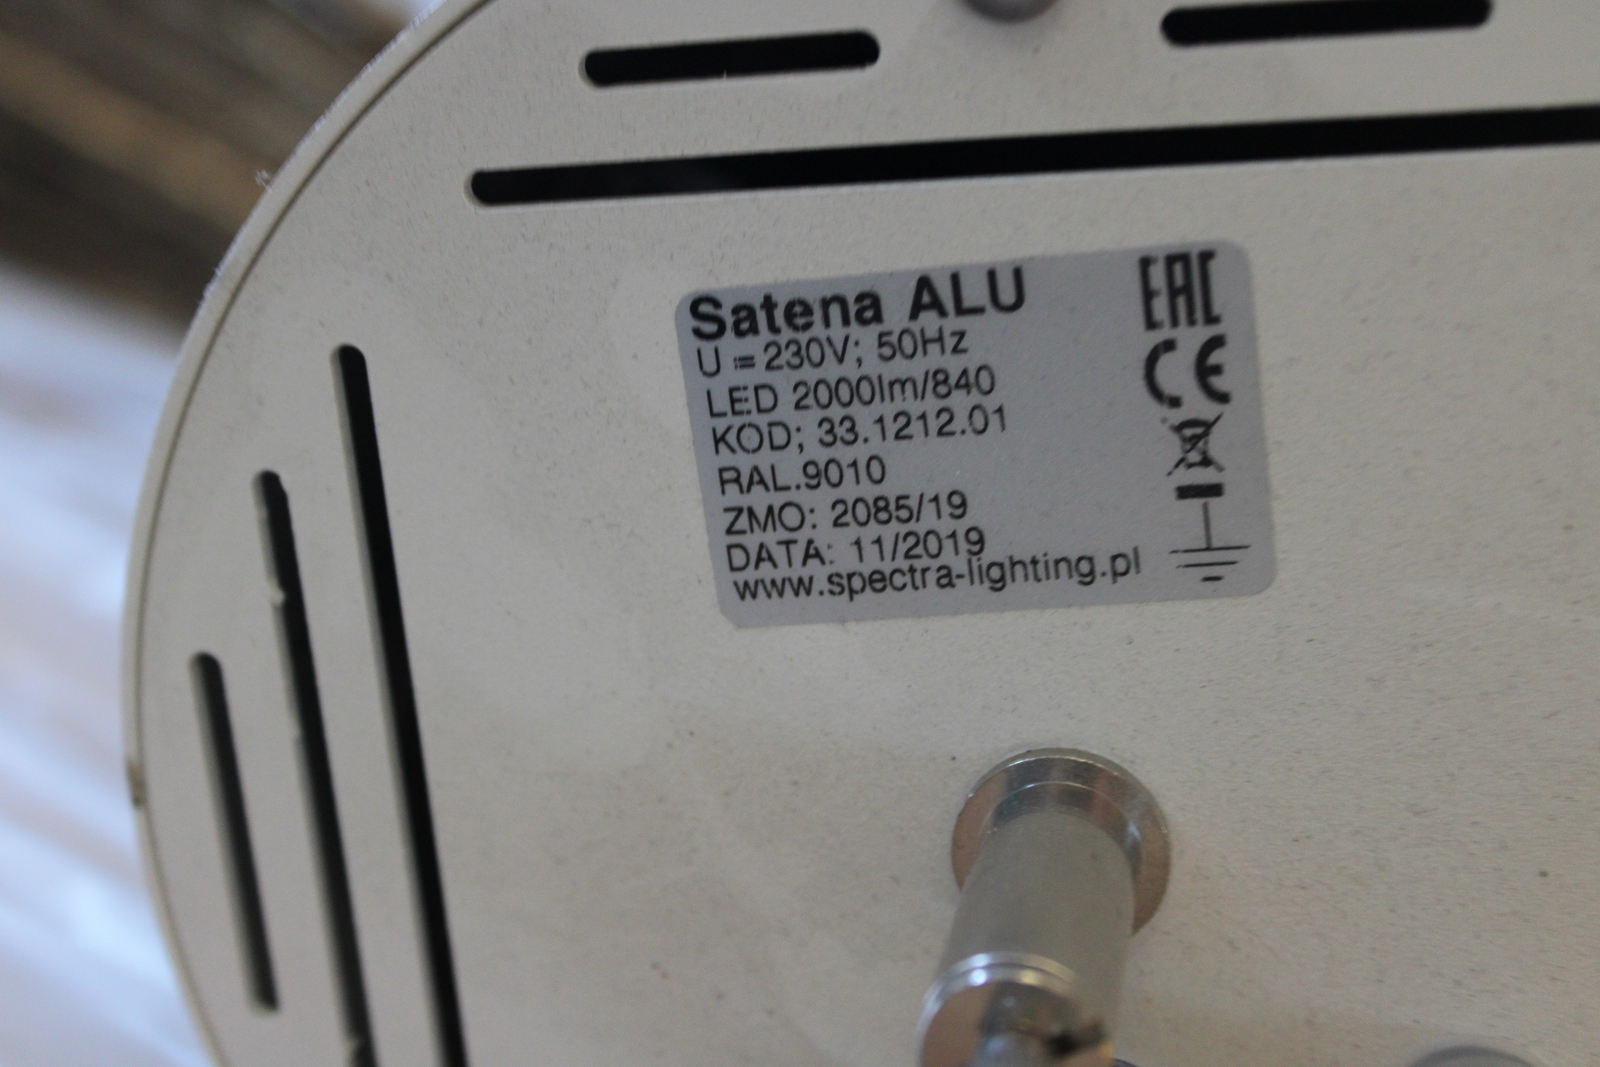 Satena ALU
U = 230V; 50Hz
LED 2000lm/840
KOD; 33.1212.01
RAL.9010
ZMO: 2085/19
DATA: 11/2019
www.spectra-lighting.pl
EAC
CE